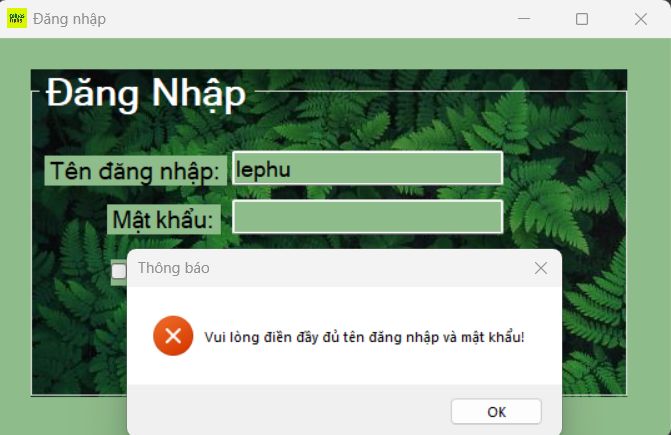 Đăng nhập
Đăng Nhập
Tên đăng nhập:
lephu
Mật khẩu:
Thông báo
Vui lòng điền đầy đủ tên đăng nhập và mật khẩu!
OK